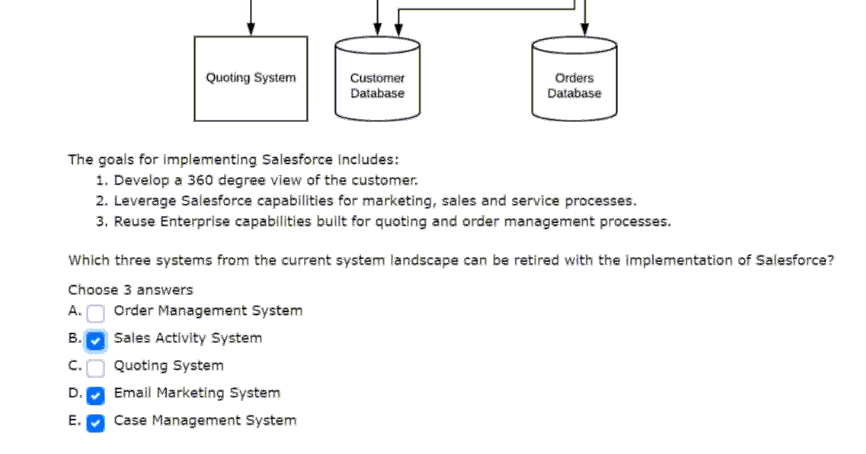 Quoting System
Customer
Database
Orders
Database
The goals for implementing Salesforce includes:
1. Develop a 360 degree view of the customer.
2. Leverage Salesforce capabilities for marketing, sales and service processes.
3. Reuse Enterprise capabilities built for quoting and order management processes.
Which three systems from the current system landscape can be retired with the implementation of Salesforce?
Choose 3 answers
A. Order Management System
B. Sales Activity System
C. Quoting System
D. Email Marketing System
E. Case Management System